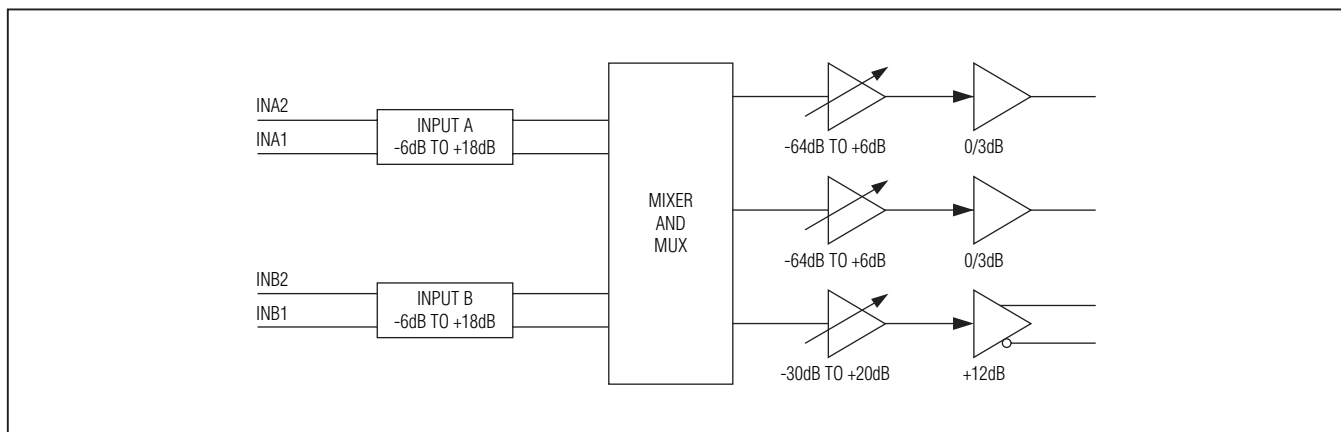 INA2
INA1
INPUT A
-6dB TO +18dB
INB2
INB1
INPUT B
-6dB TO +18dB
MIXER
AND
MUX
-64dB TO +6dB
0/3dB
-64dB TO +6dB
0/3dB
-30dB TO +20dB
+12dB